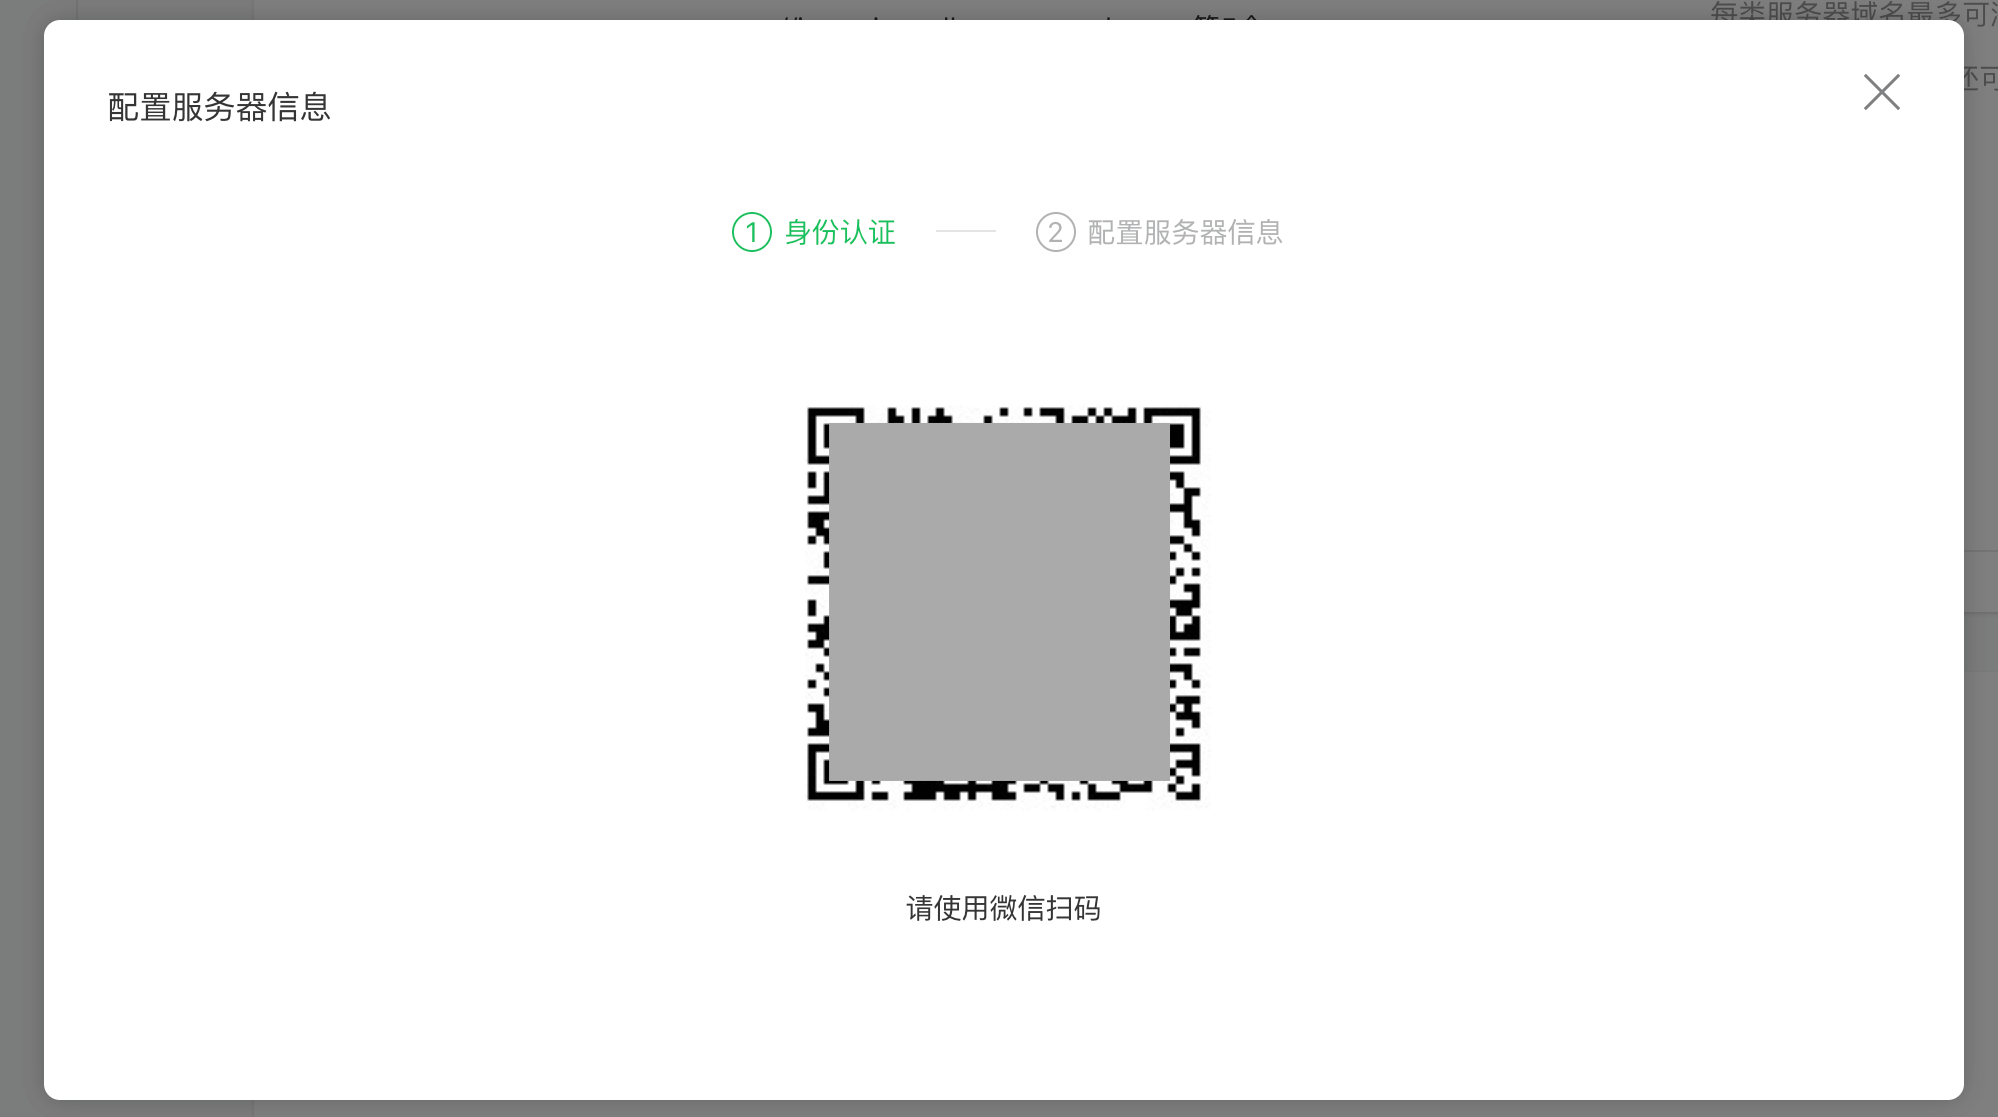 每类服务器域名最多可
还可
配置服务器信息
1 身份认证
2 配置服务器信息
请使用微信扫码